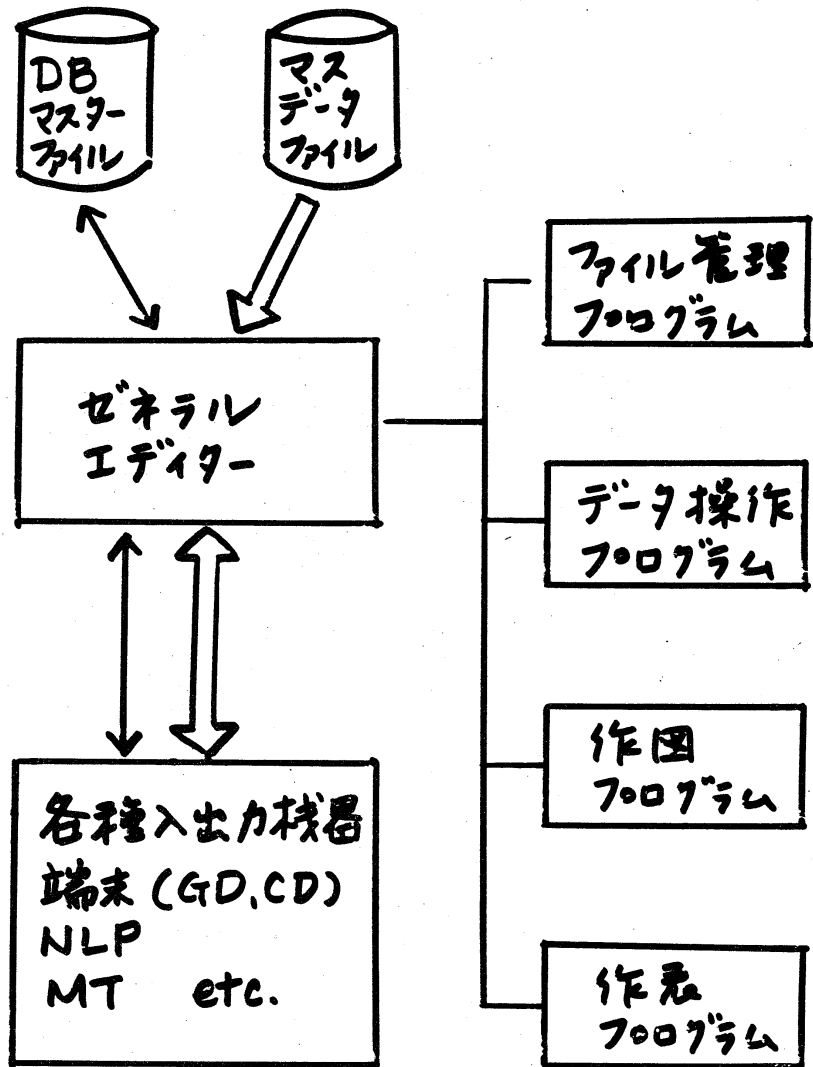 DB
マスター
ファイル
マス
データ
ファイル
ファイル管理
プログラム
ゼネラル
エディター
データ操作
プログラム
作図
プログラム
各種入出力機器
端末(GD,CD)
NLP
MT etc.
作表
プログラム